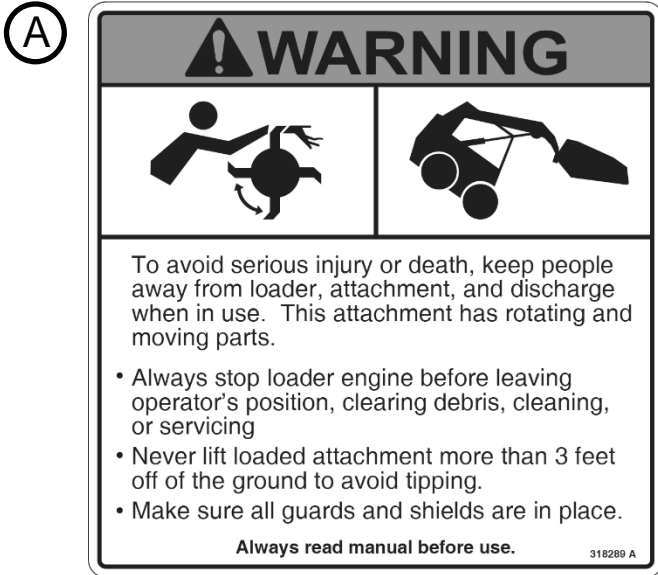 A
WARNING
To avoid serious injury or death, keep people
away from loader, attachment, and discharge
when in use.  This attachment has rotating and
moving parts.
• Always stop loader engine before leaving
operator's position, clearing debris, cleaning,
or servicing
• Never lift loaded attachment more than 3 feet
off of the ground to avoid tipping.
• Make sure all guards and shields are in place.
Always read manual before use.
318289 A